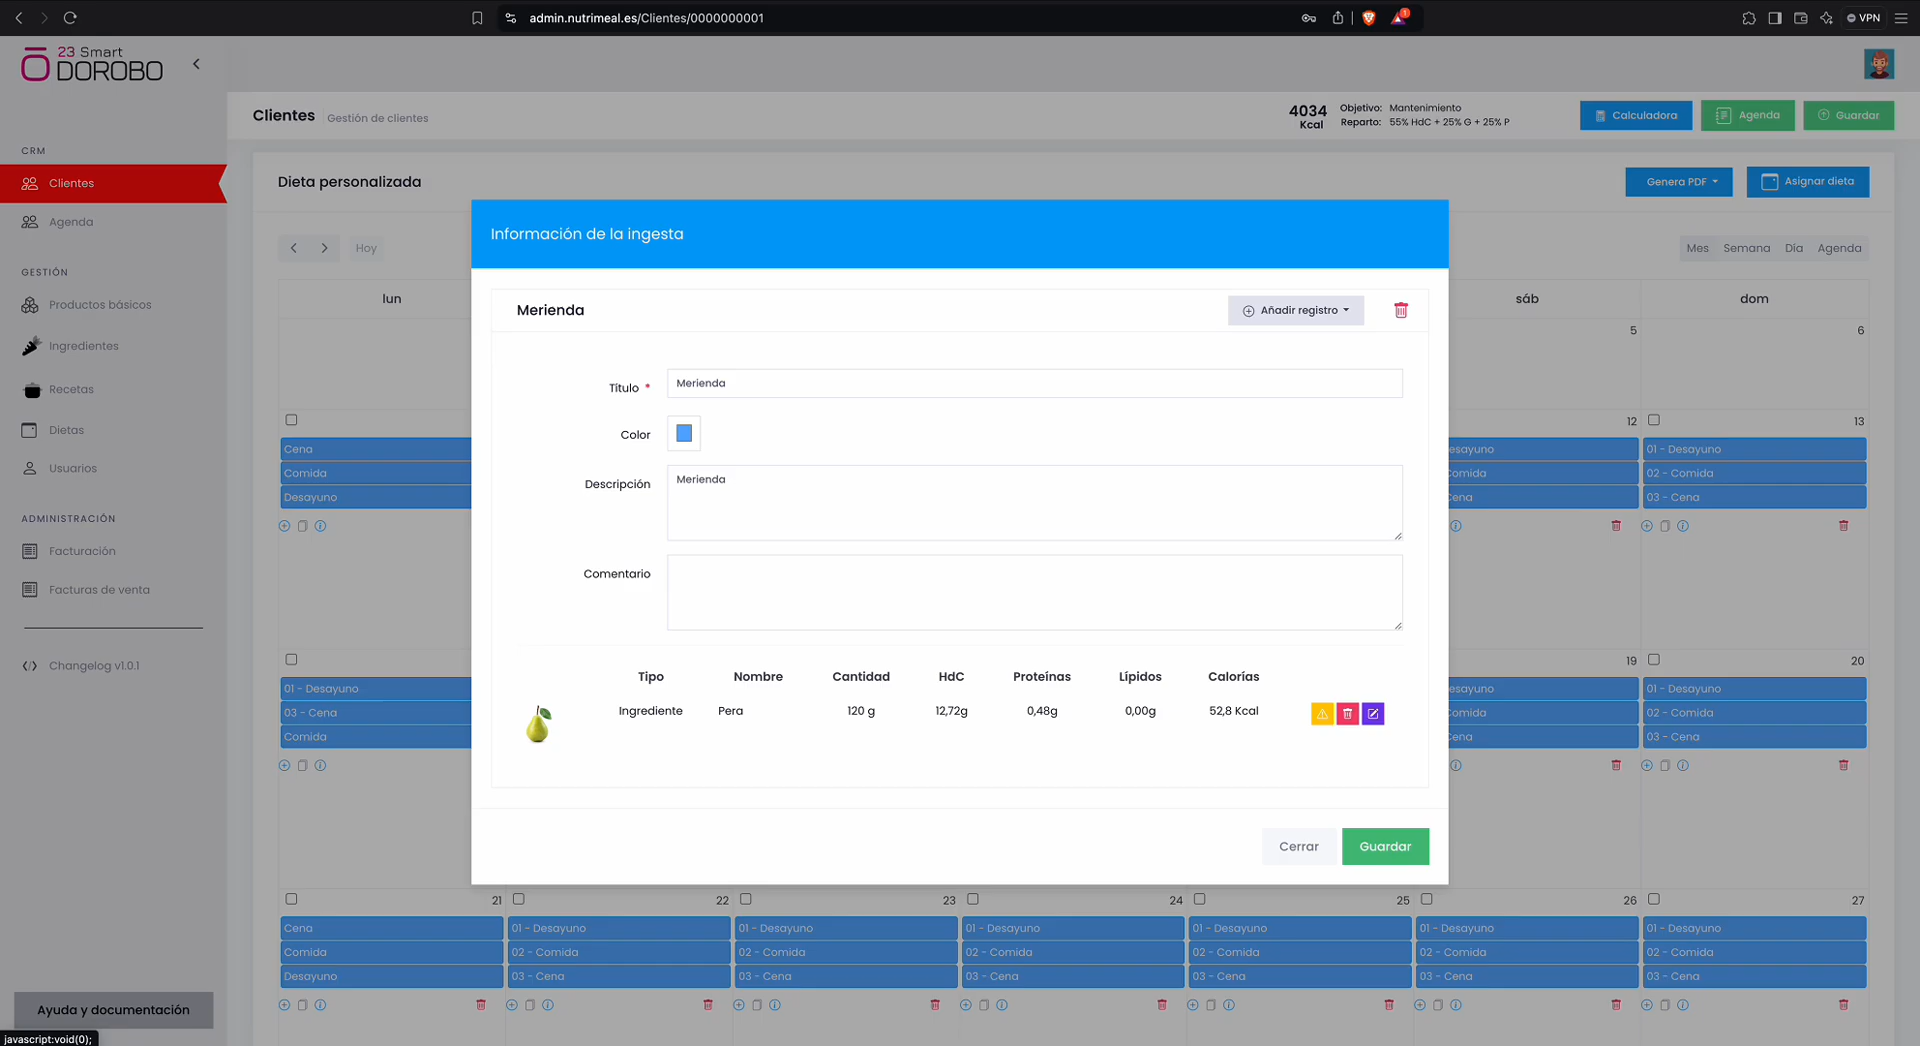 admin.nutrimeal.es/Clientes/0000000001
1
VPN
23 Smart
DOROBO
Clientes
Gestión de clientes
4034
Kcal
Objetivo: Mantenimiento
Reparto: 55% HdC + 25% G + 25% P
Calculadora
Agenda
Guardar
CRM
Clientes
Agenda
GESTIÓN
Productos básicos
Ingredientes
Recetas
Dietas
Usuarios
ADMINISTRACIÓN
Facturación
Facturas de venta
Changelog v1.0.1
Ayuda y documentación
javascript:void(0);
Dieta personalizada
Genera PDF
Asignar dieta
Hoy
Mes Semana Día Agenda
lun
sáb
dom
5
6
12
13
Cena
Comida
Desayuno
esayuno
omida
ena
01 - Desayuno
02 - Comida
03 - Cena
19
20
01 - Desayuno
03 - Cena
Comida
esayuno
omida
ena
01 - Desayuno
02 - Comida
03 - Cena
Información de la ingesta
Merienda
Añadir registro
Título * Merienda
Color
Descripción Merienda
Comentario
Tipo Nombre Cantidad HdC Proteínas Lípidos Calorías
Ingrediente Pera 120 g 12,72g 0,48g 0,00g 52,8 Kcal
Cerrar
Guardar
21 22 23 24 25 26 27
Cena 01 - Desayuno 01 - Desayuno 01 - Desayuno 01 - Desayuno 01 - Desayuno 01 - Desayuno
Comida 02 - Comida 02 - Comida 02 - Comida 02 - Comida 02 - Comida 02 - Comida
Desayuno 03 - Cena 03 - Cena 03 - Cena 03 - Cena 03 - Cena 03 - Cena